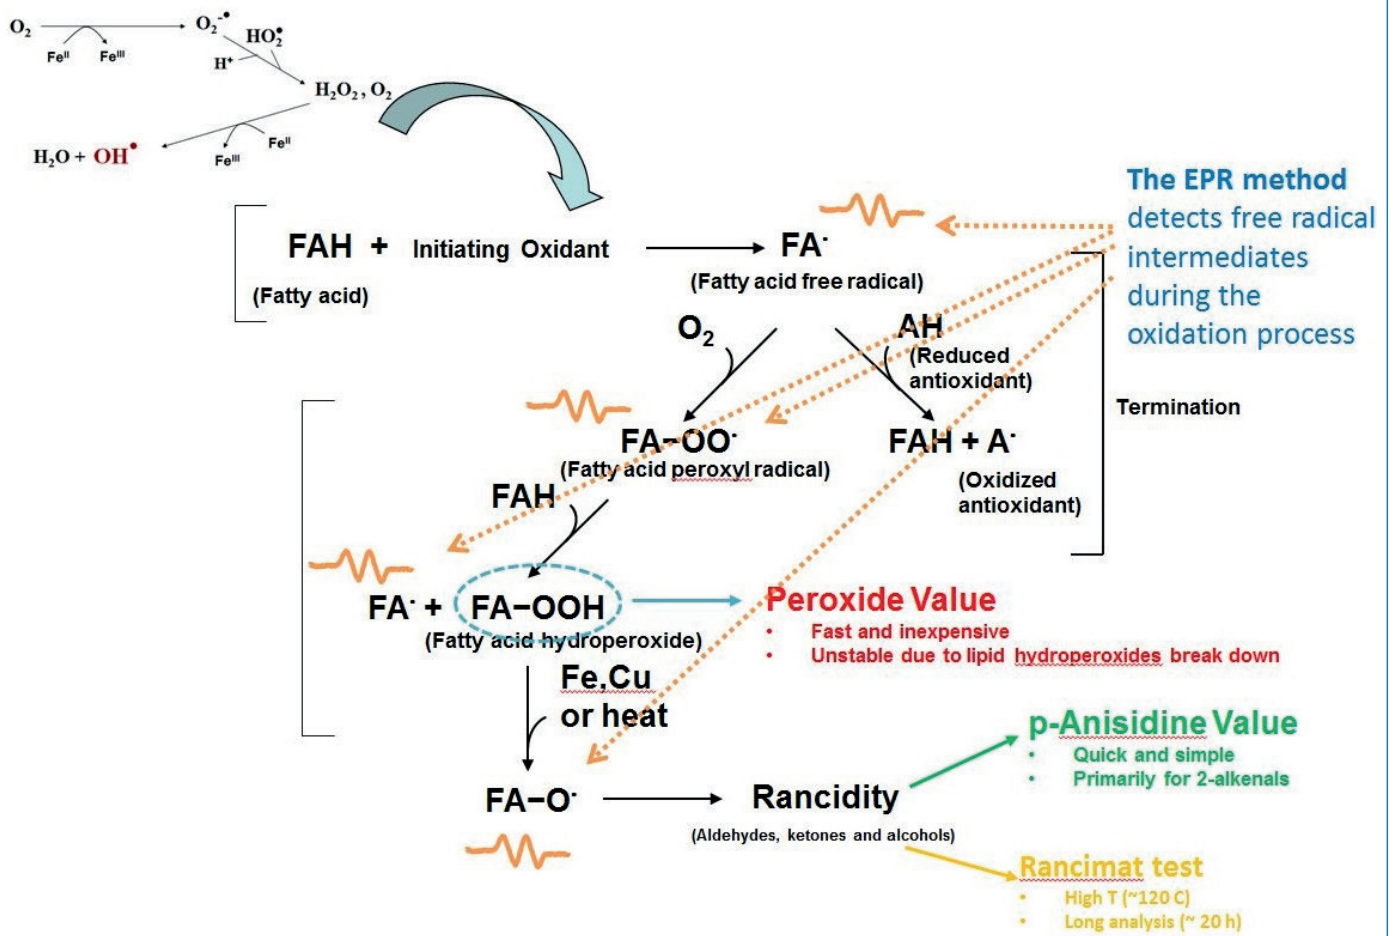 O₂
O₂⁻•
Feᴵᴵ
Feᴵᴵᴵ
HO₂•
H⁺
H₂O₂ , O₂
Feᴵᴵ
Feᴵᴵᴵ
H₂O + OH•
The EPR method
detects free radical
intermediates
during the
oxidation process
FAH + Initiating Oxidant
FA·
(Fatty acid)
(Fatty acid free radical)
O₂
AH
(Reduced
antioxidant)
Termination
FA–OO·
(Fatty acid peroxyl radical)
FAH + A·
(Oxidized
antioxidant)
FAH
FA· + FA–OOH
(Fatty acid hydroperoxide)
Peroxide Value
• Fast and inexpensive
• Unstable due to lipid hydroperoxides break down
Fe,Cu
or heat
p-Anisidine Value
• Quick and simple
• Primarily for 2-alkenals
FA–O·
Rancidity
(Aldehydes, ketones and alcohols)
Rancimat test
• High T (~120 C)
• Long analysis (~ 20 h)